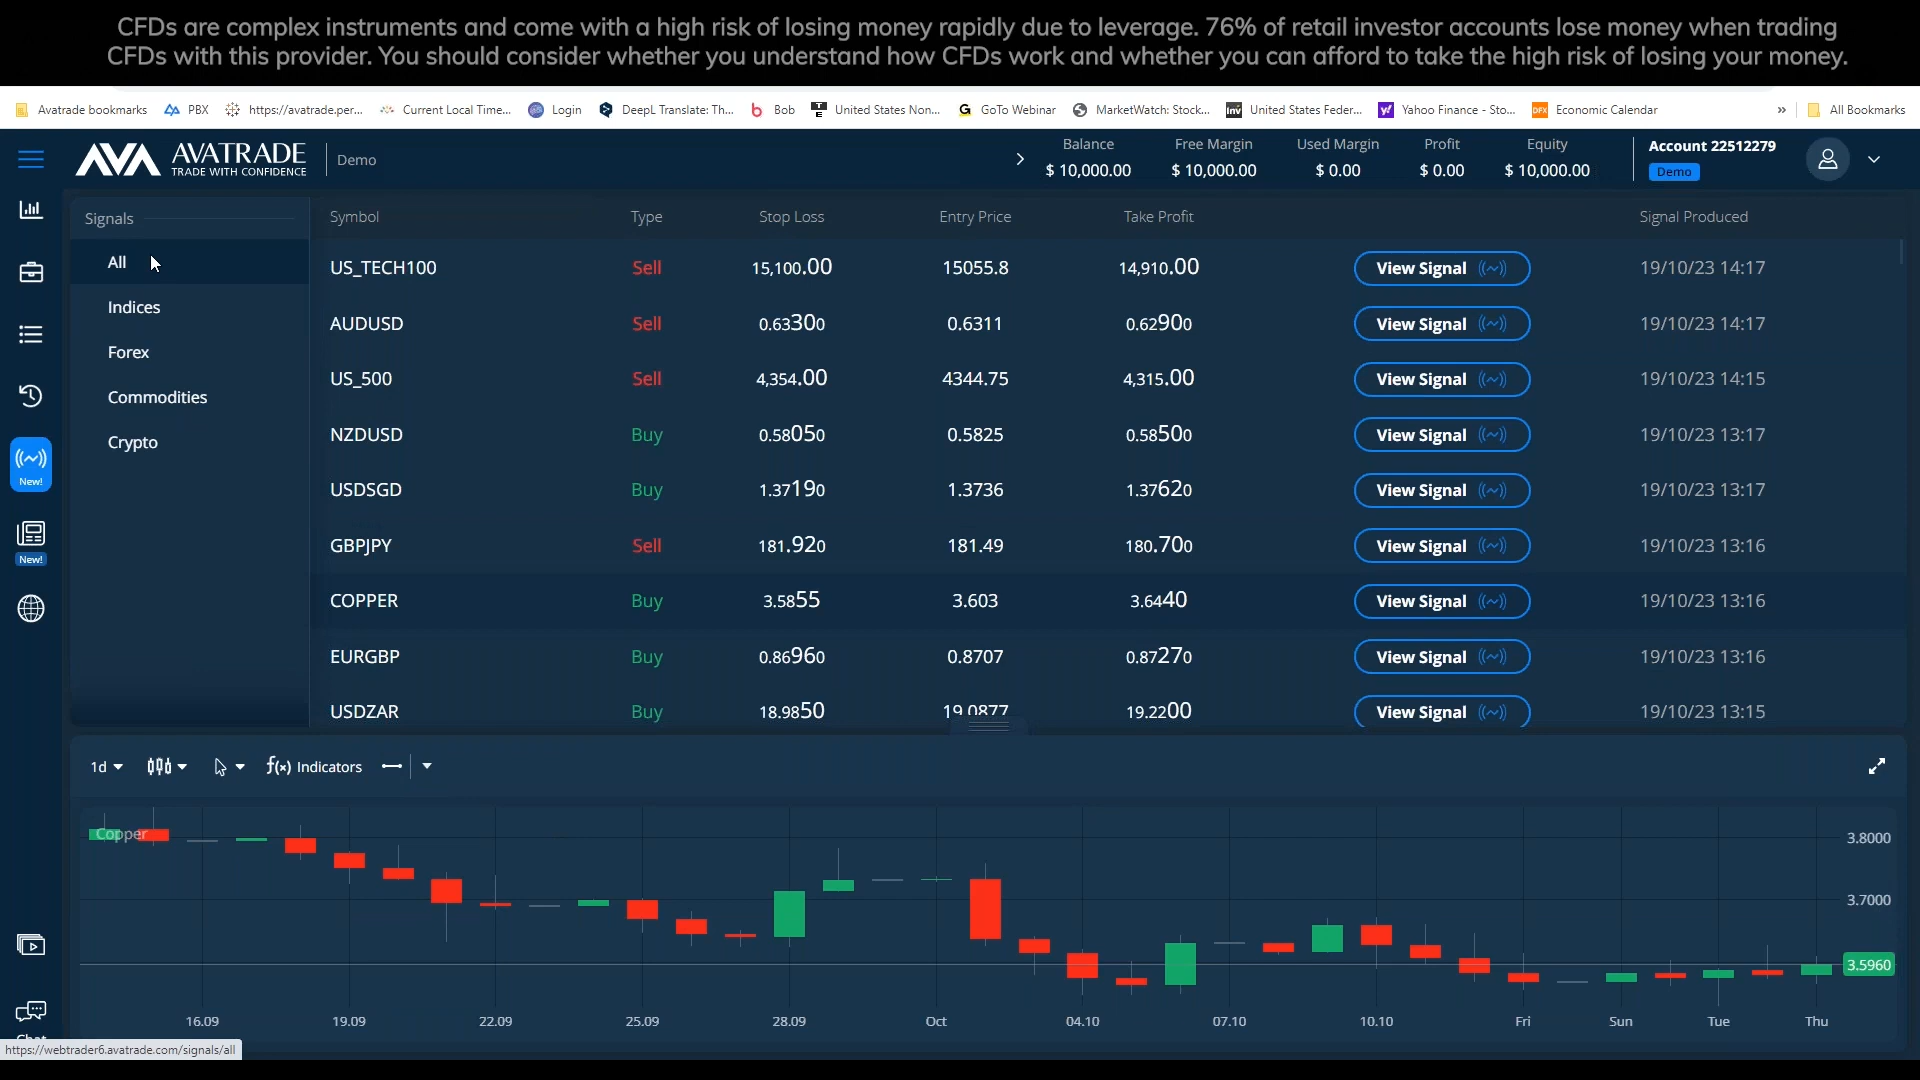 CFDs are complex instruments and come with a high risk of losing money rapidly due to leverage. 76% of retail investor accounts lose money when trading
CFDs with this provider. You should consider whether you understand how CFDs work and whether you can afford to take the high risk of losing your money.
Avatrade bookmarks PBX https://avatrade.per... Current Local Time... Login DeepL Translate: Th... Bob United States Non... GoTo Webinar MarketWatch: Stock... United States Feder... Yahoo Finance - Sto... Economic Calendar » All Bookmarks
AVA AVATRADE
TRADE WITH CONFIDENCE
Demo
Balance Free Margin Used Margin Profit Equity
$ 10,000.00 $ 10,000.00 $ 0.00 $ 0.00 $ 10,000.00
Account 22512279
Demo
Signals
All
Indices
Forex
Commodities
Crypto
New!
New!
Chat
Symbol Type Stop Loss Entry Price Take Profit Signal Produced
US_TECH100 Sell 15,100.00 15055.8 14,910.00 View Signal 19/10/23 14:17
AUDUSD Sell 0.63300 0.6311 0.62900 View Signal 19/10/23 14:17
US_500 Sell 4,354.00 4344.75 4,315.00 View Signal 19/10/23 14:15
NZDUSD Buy 0.58050 0.5825 0.58500 View Signal 19/10/23 13:17
USDSGD Buy 1.37190 1.3736 1.37620 View Signal 19/10/23 13:17
GBPJPY Sell 181.920 181.49 180.700 View Signal 19/10/23 13:16
COPPER Buy 3.5855 3.603 3.6440 View Signal 19/10/23 13:16
EURGBP Buy 0.86960 0.8707 0.87270 View Signal 19/10/23 13:16
USDZAR Buy 18.9850 19.0877 19.2200 View Signal 19/10/23 13:15
1d f(x) Indicators
Copper
3.8000
3.7000
3.5960
16.09 19.09 22.09 25.09 28.09 Oct 04.10 07.10 10.10 Fri Sun Tue Thu
https://webtrader6.avatrade.com/signals/all